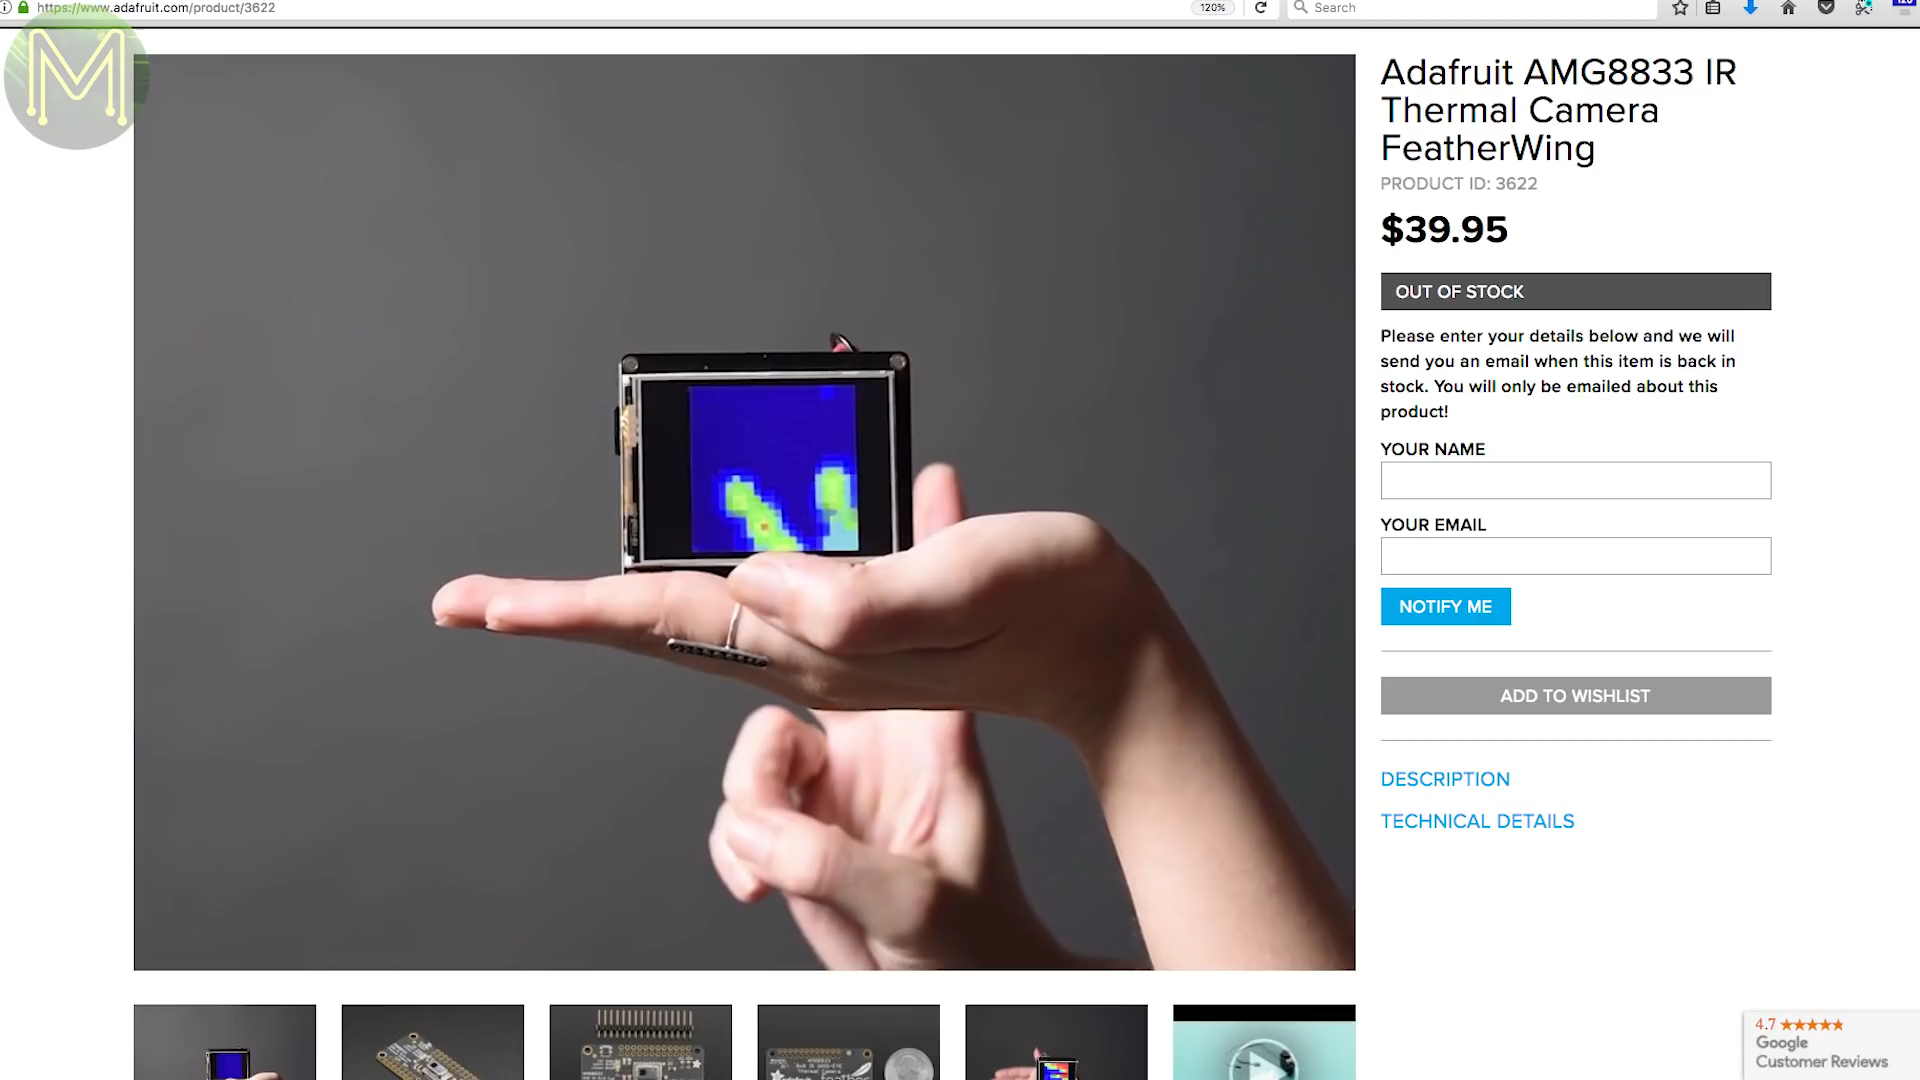 https://www.adafruit.com/product/3622
120%
Search
M
Adafruit AMG8833 IR
Thermal Camera
FeatherWing
PRODUCT ID: 3622
$39.95
OUT OF STOCK
Please enter your details below and we will
send you an email when this item is back in
stock. You will only be emailed about this
product!
YOUR NAME
YOUR EMAIL
NOTIFY ME
ADD TO WISHLIST
DESCRIPTION
TECHNICAL DETAILS
4.7 ★★★★★
Google
Customer Reviews